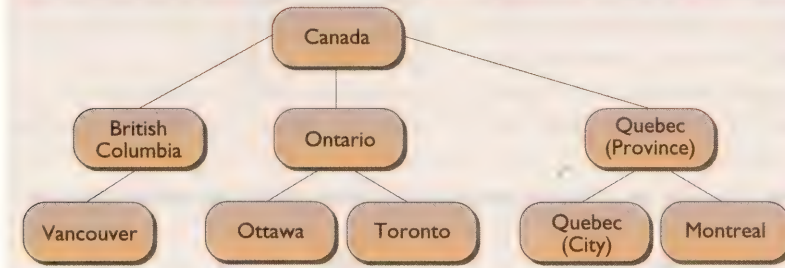 Canada
British
Columbia
Ontario
Quebec
(Province)
Vancouver
Ottawa
Toronto
Quebec
(City)
Montreal